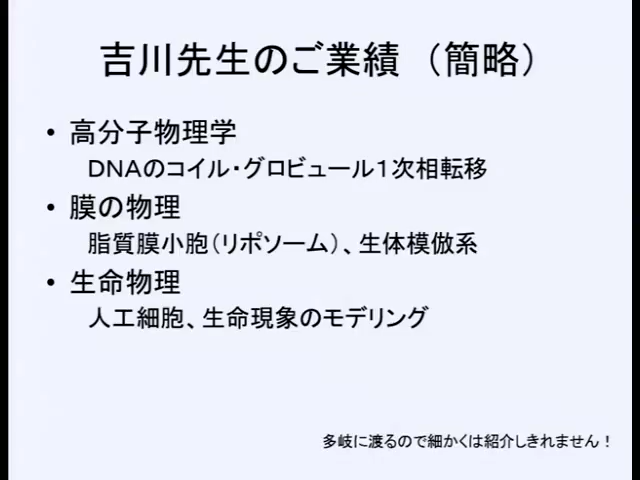 吉川先生のご業績 （簡略）
• 高分子物理学
DNAのコイル・グロビュール１次相転移
• 膜の物理
脂質膜小胞（リポソーム）、生体模倣系
• 生命物理
人工細胞、生命現象のモデリング
多岐に渡るので細かくは紹介しきれません！